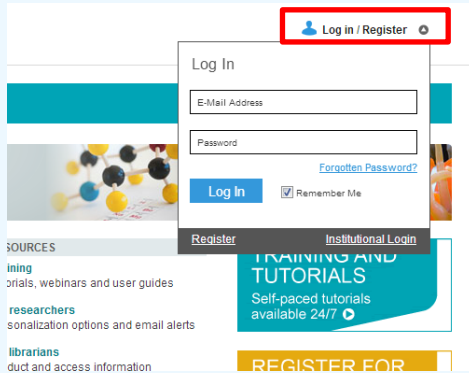 Log in / Register
Log In
E-Mail Address
Password
Forgotten Password?
Log In
Remember Me
Register
Institutional Login
SOURCES
ining
orials, webinars and user guides
researchers
sonalization options and email alerts
librarians
duct and access information
TRAINING AND
TUTORIALS
Self-paced tutorials
available 24/7
REGISTER FOR